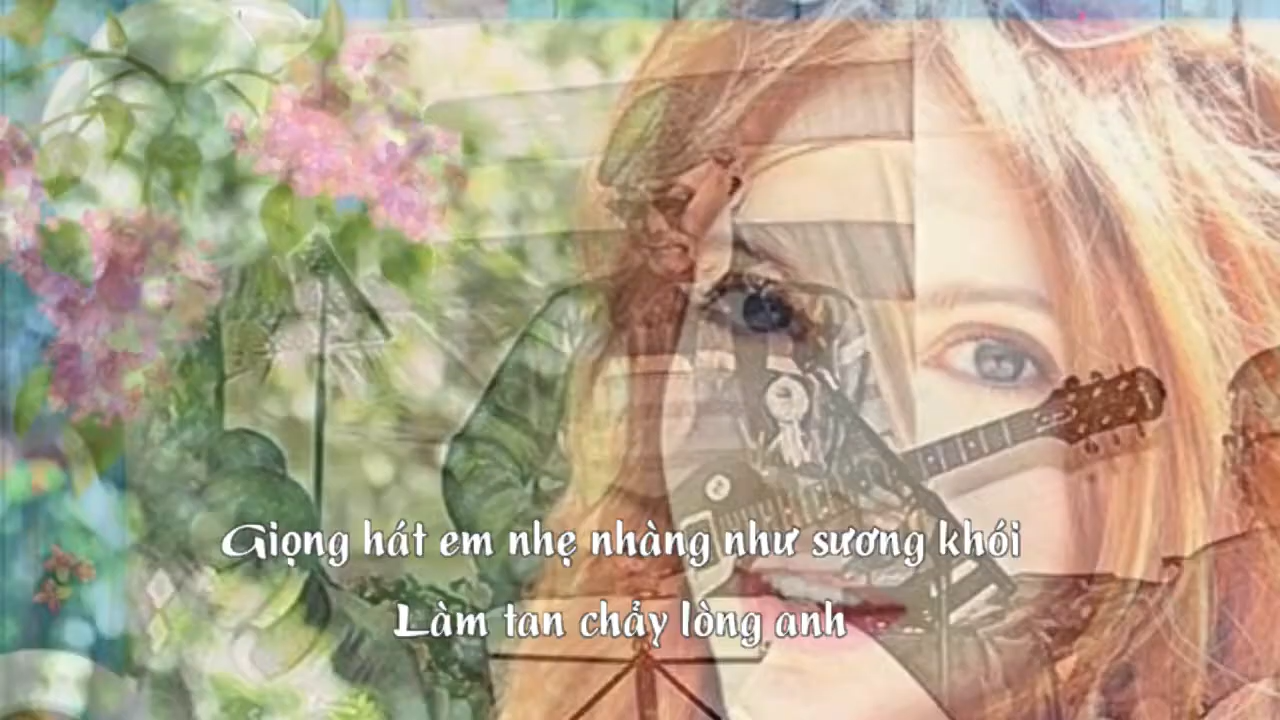 Giọng hát em nhẹ nhàng như sương khói
Làm tan chảy lòng anh